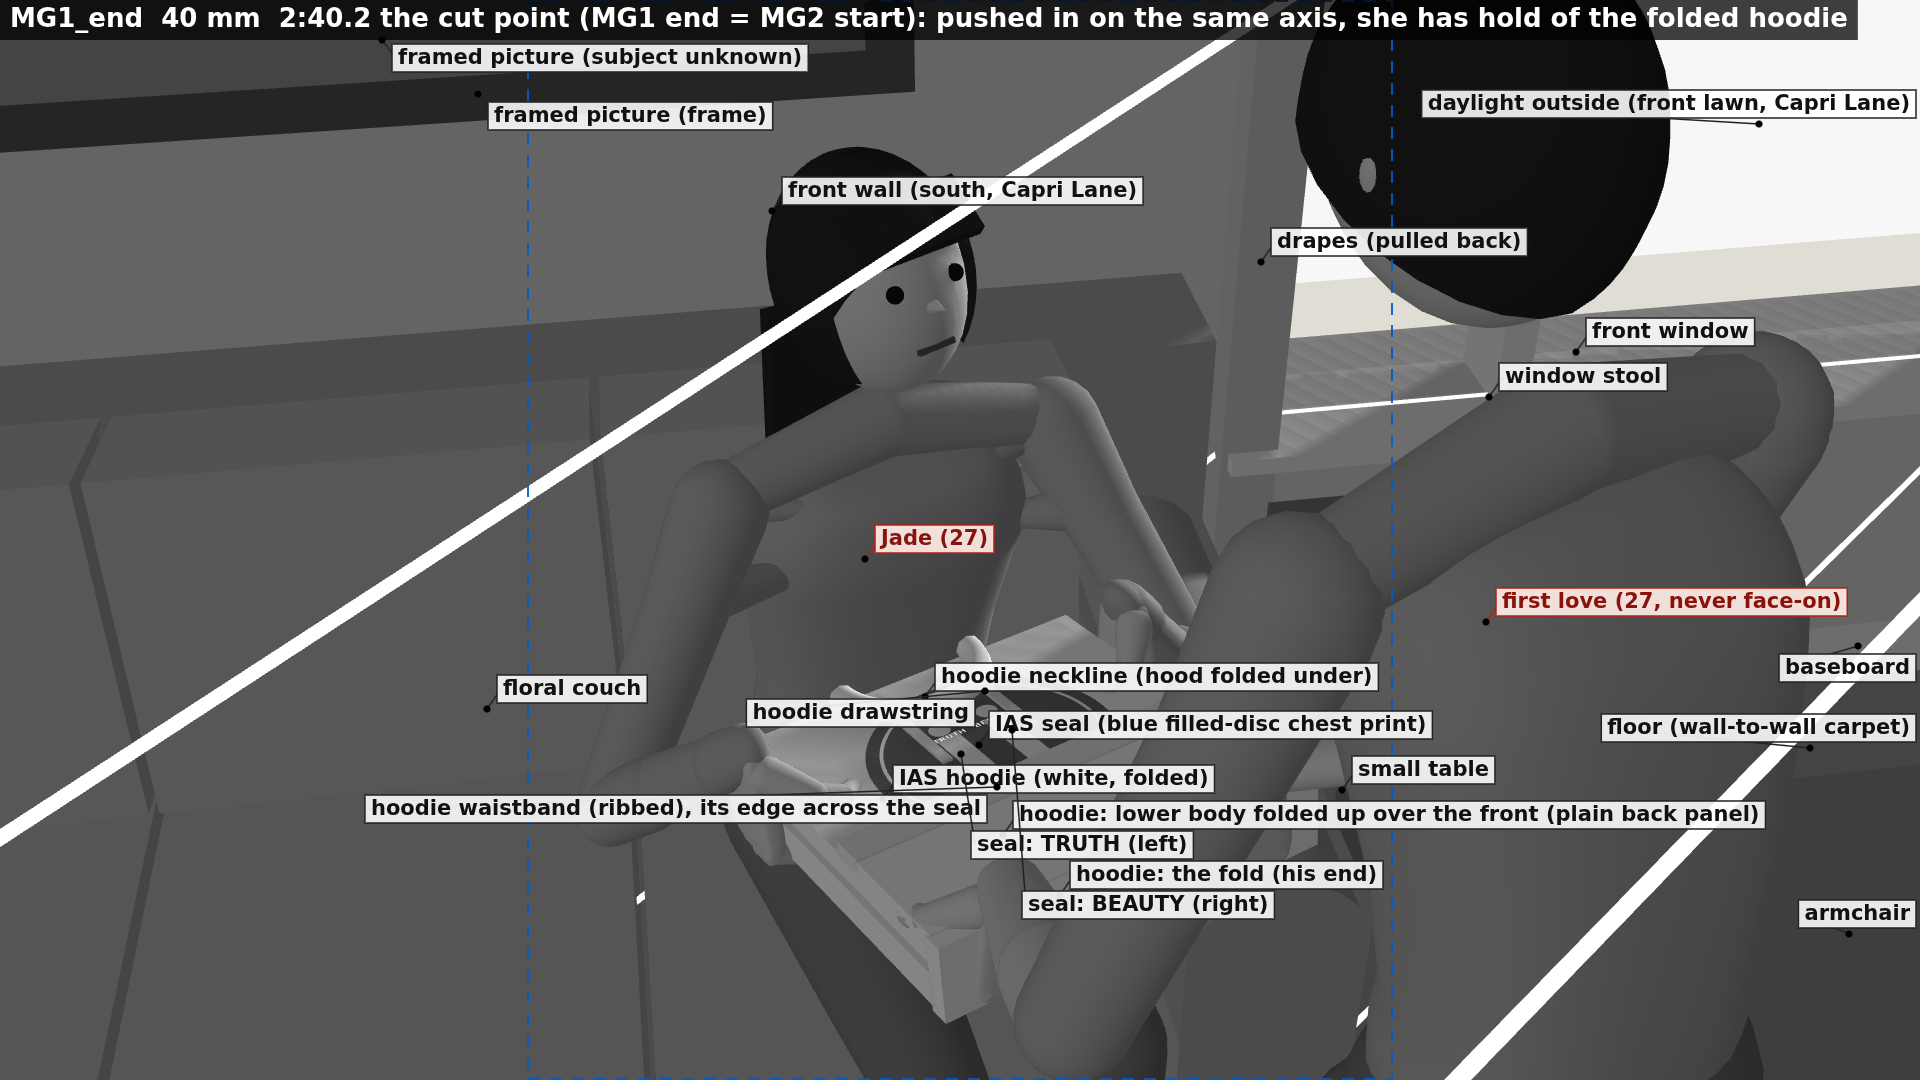 MG1_end 40 mm 2:40.2 the cut point (MG1 end = MG2 start): pushed in on the same axis, she has hold of the folded hoodie
framed picture (subject unknown)
framed picture (frame)
daylight outside (front lawn, Capri Lane)
front wall (south, Capri Lane)
drapes (pulled back)
front window
window stool
Jade (27)
first love (27, never face-on)
baseboard
hoodie neckline (hood folded under)
floral couch
hoodie drawstring
IAS seal (blue filled-disc chest print)
floor (wall-to-wall carpet)
TRUTH
small table
IAS hoodie (white, folded)
hoodie waistband (ribbed), its edge across the seal
hoodie: lower body folded up over the front (plain back panel)
seal: TRUTH (left)
hoodie: the fold (his end)
seal: BEAUTY (right)
armchair